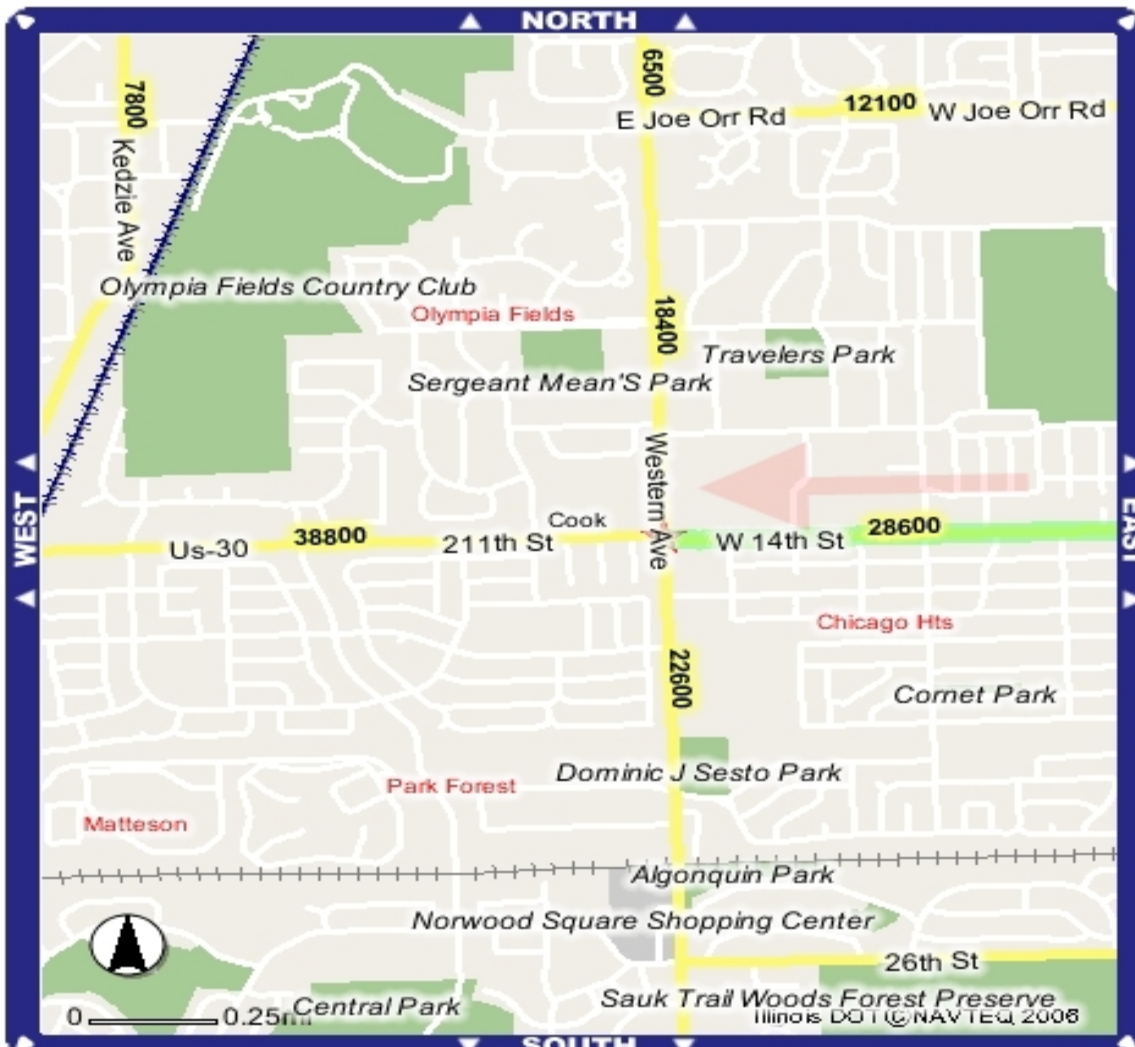 NORTH
6500
7800
12100
E Joe Orr Rd
W Joe Orr Rd
Kedzie Ave
Olympia Fields Country Club
Olympia Fields
18400
Travelers Park
Sergeant Mean'S Park
Western Ave
WEST
EAST
Cook
28600
38800
Us-30
211th St
W 14th St
Chicago Hts
22600
Cornet Park
Dominic J Sesto Park
Park Forest
Matteson
Algonquin Park
Norwood Square Shopping Center
26th St
Central Park
Sauk Trail Woods Forest Preserve
0 0.25mi
Illinois DOT © NAVTEQ 2006
SOUTH